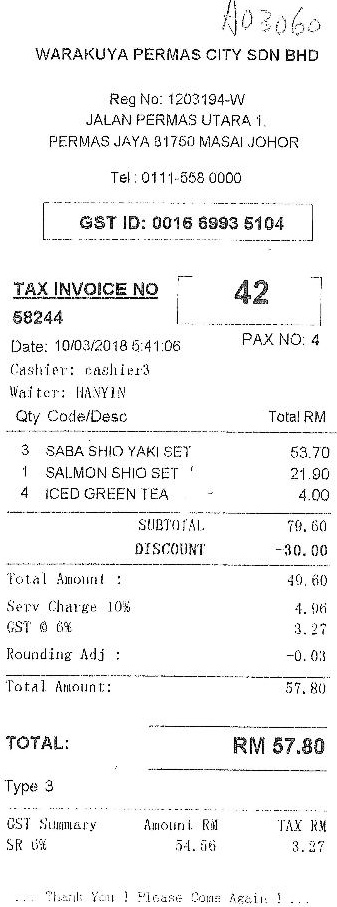 A03060
WARAKUYA PERMAS CITY SDN BHD
Reg No: 1203194-W
JALAN PERMAS UTARA 1,
PERMAS JAYA 81750 MASAI JOHOR
Tel : 0111-558 0000
GST ID: 0016 6993 5104
TAX INVOICE NO 42
58244
Date: 10/03/2018 5:41:06 PAX NO: 4
Cashier: cashier3
Waiter: HANYIN
Qty Code/Desc Total RM
3 SABA SHIO YAKI SET 53.70
1 SALMON SHIO SET 21.90
4 ICED GREEN TEA 4.00
SUBTOTAL 79.60
DISCOUNT -30.00
Total Amount : 49.60
Serv Charge 10% 4.96
GST @ 6% 3.27
Rounding Adj : -0.03
Total Amount: 57.80
TOTAL: RM 57.80
Type 3
GST Summary Amount RM TAX RM
SR 6% 54.56 3.27
... Thank You ! Please Come Again ! ...